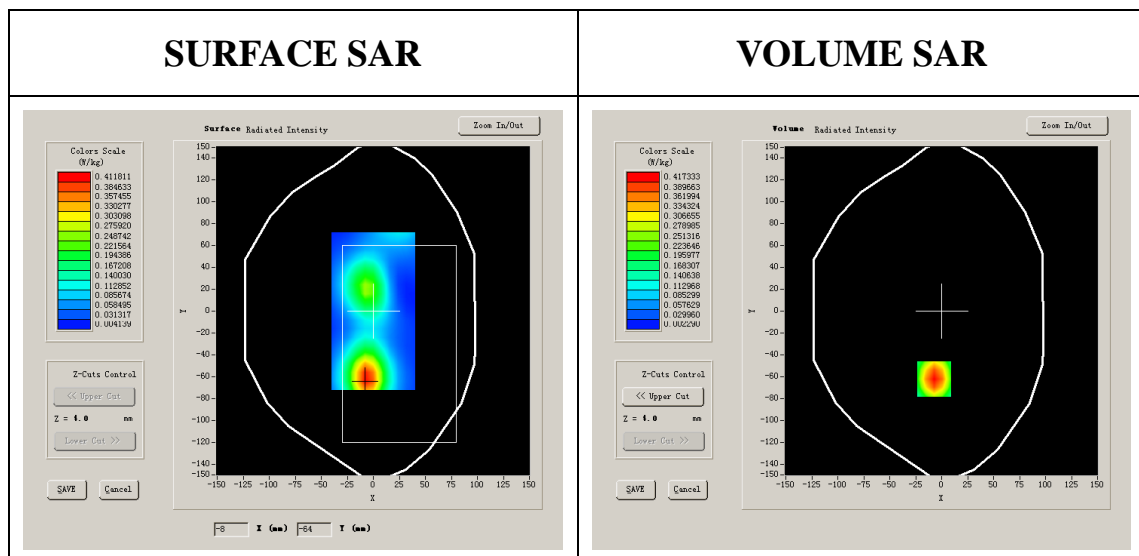 SURFACE SAR
VOLUME SAR
Surface Radiated Intensity
Zoom In/Out
Colors Scale
(W/kg)
0.411811
0.384633
0.357455
0.330277
0.303098
0.275920
0.248742
0.221564
0.194386
0.167208
0.140030
0.112852
0.085674
0.058495
0.031317
0.004139
150
140
120
100
80
60
40
20
0
-20
-40
-60
-80
-100
-120
-140
-150
Y
-150 -125 -100 -75 -50 -25 0 25 50 75 100 125 150
X
Z-Cuts Control
<< Upper Cut
Z = 4.0 mm
Lower Cut >>
SAVE Cancel
-8 X (mm) -64 Y (mm)
Volume Radiated Intensity
Zoom In/Out
Colors Scale
(W/kg)
0.417333
0.389663
0.361994
0.334324
0.306655
0.278985
0.251316
0.223646
0.195977
0.168307
0.140638
0.112968
0.085299
0.057629
0.029960
0.002290
150
140
120
100
80
60
40
20
0
-20
-40
-60
-80
-100
-120
-140
-150
Y
-150 -125 -100 -75 -50 -25 0 25 50 75 100 125 150
X
Z-Cuts Control
<< Upper Cut
Z = 4.0 mm
Lower Cut >>
SAVE Cancel